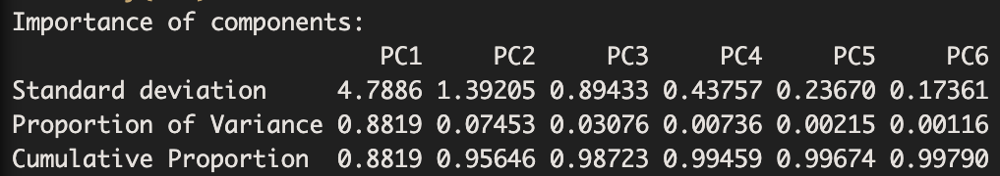 Importance of components:
PC1 PC2 PC3 PC4 PC5 PC6
Standard deviation 4.7886 1.39205 0.89433 0.43757 0.23670 0.17361
Proportion of Variance 0.8819 0.07453 0.03076 0.00736 0.00215 0.00116
Cumulative Proportion 0.8819 0.95646 0.98723 0.99459 0.99674 0.99790